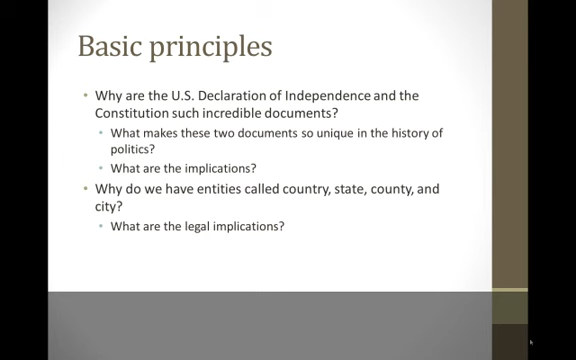 Basic principles
• Why are the U.S. Declaration of Independence and the
Constitution such incredible documents?
• What makes these two documents so unique in the history of
politics?
• What are the implications?
• Why do we have entities called country, state, county, and
city?
• What are the legal implications?